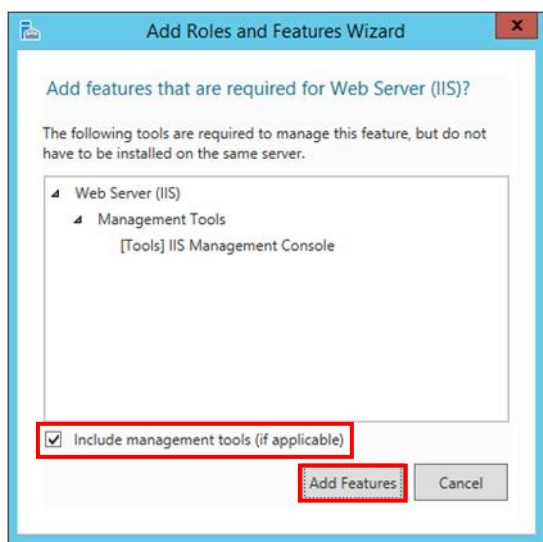 Add Roles and Features Wizard
x
Add features that are required for Web Server (IIS)?
The following tools are required to manage this feature, but do not
have to be installed on the same server.
Web Server (IIS)
Management Tools
[Tools] IIS Management Console
Include management tools (if applicable)
Add Features
Cancel